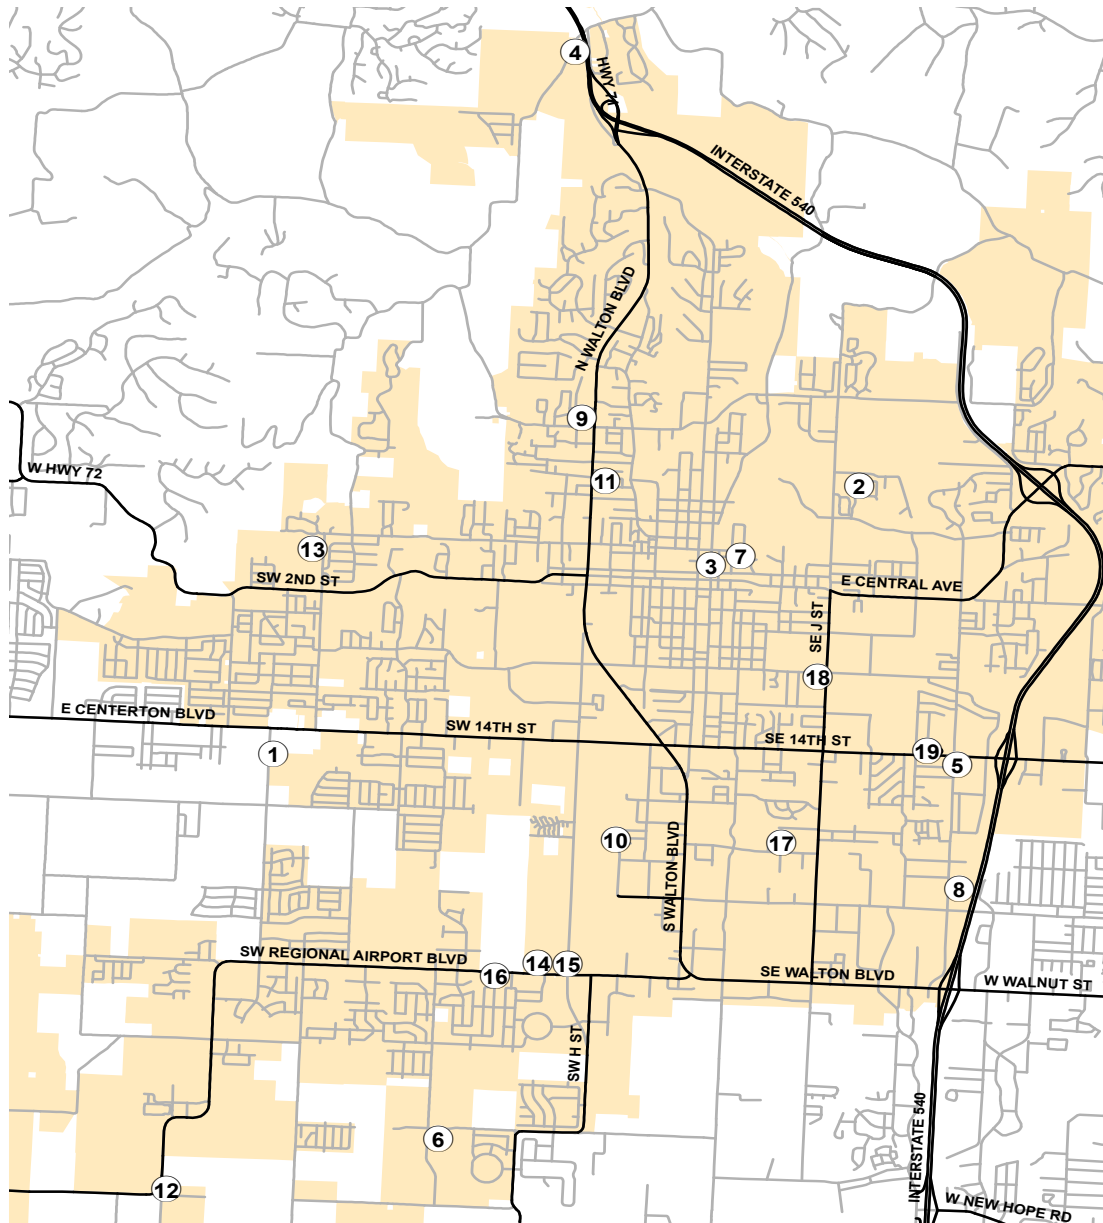 4
HWY 71
INTERSTATE 540
N WALTON BLVD
9
W HWY 72
11
2
13
3
7
SW 2ND ST
E CENTRAL AVE
SE J ST
18
E CENTERTON BLVD
SW 14TH ST
SE 14TH ST
1
19
5
10
17
S WALTON BLVD
8
SW REGIONAL AIRPORT BLVD
14
15
16
SE WALTON BLVD
W WALNUT ST
SW H ST
INTERSTATE 540
6
12
W NEW HOPE RD